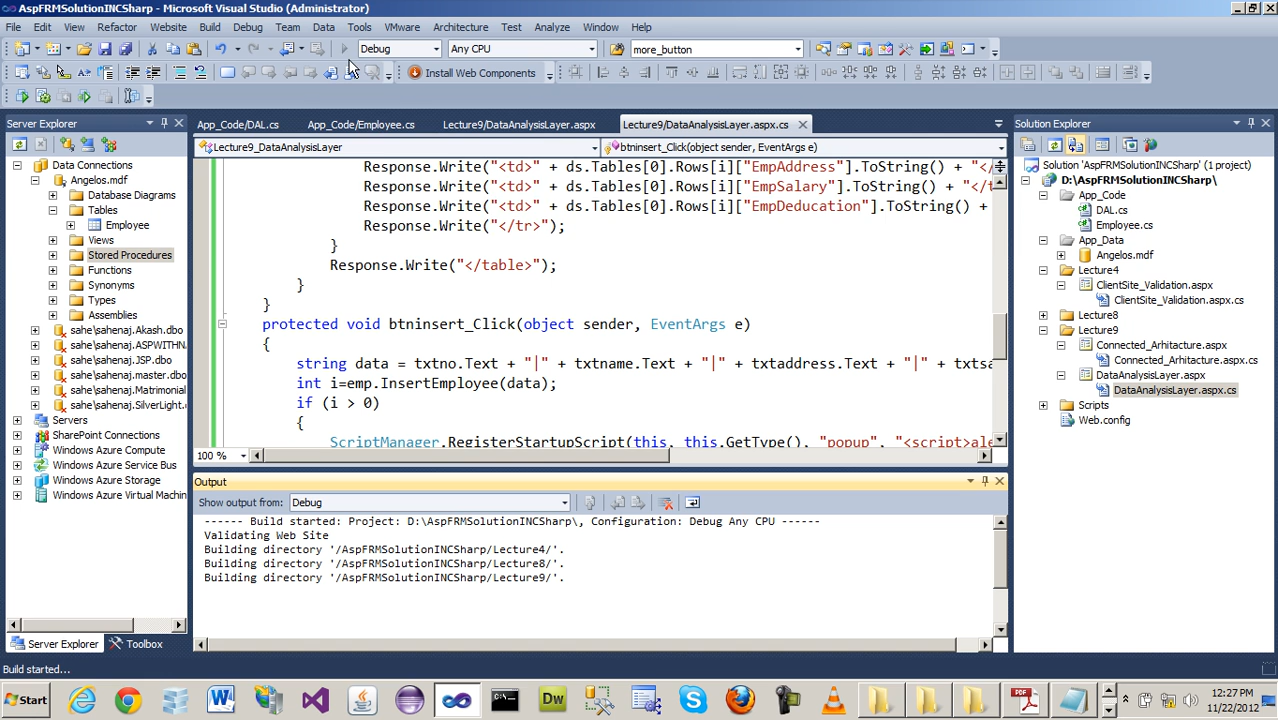 AspFRMSolutionINCSharp - Microsoft Visual Studio (Administrator)
File Edit View Refactor Website Build Debug Team Data Tools VMware Architecture Test Analyze Window Help
Debug Any CPU more_button
Install Web Components
Server Explorer
Data Connections
Angelos.mdf
Database Diagrams
Tables
Employee
Views
Stored Procedures
Functions
Synonyms
Types
Assemblies
sahe\sahenaj.Akash.dbo
sahe\sahenaj.ASPWITHN
sahe\sahenaj.JSP.dbo
sahe\sahenaj.master.dbo
sahe\sahenaj.Matrimonial
sahe\sahenaj.SilverLight.
Servers
SharePoint Connections
Windows Azure Compute
Windows Azure Service Bus
Windows Azure Storage
Windows Azure Virtual Machin
Server Explorer Toolbox
App_Code/DAL.cs App_Code/Employee.cs Lecture9/DataAnalysisLayer.aspx Lecture9/DataAnalysisLayer.aspx.cs
Lecture9_DataAnalysisLayer btninsert_Click(object sender, EventArgs e)
Response.Write("<td>" + ds.Tables[0].Rows[i]["EmpAddress"].ToString() + "</
Response.Write("<td>" + ds.Tables[0].Rows[i]["EmpSalary"].ToString() + "</t
Response.Write("<td>" + ds.Tables[0].Rows[i]["EmpDeducation"].ToString() +
Response.Write("</tr>");
}
Response.Write("</table>");
}
}
protected void btninsert_Click(object sender, EventArgs e)
{
string data = txtno.Text + "|" + txtname.Text + "|" + txtaddress.Text + "|" + txtsa
int i=emp.InsertEmployee(data);
if (i > 0)
{
ScriptManager.RegisterStartupScript(this, this.GetType(), "popup", "<script>ale
100 %
Output
Show output from: Debug
------ Build started: Project: D:\AspFRMSolutionINCSharp\, Configuration: Debug Any CPU ------
Validating Web Site
Building directory '/AspFRMSolutionINCSharp/Lecture4/'.
Building directory '/AspFRMSolutionINCSharp/Lecture8/'.
Building directory '/AspFRMSolutionINCSharp/Lecture9/'.
Solution Explorer
Solution 'AspFRMSolutionINCSharp' (1 project)
D:\AspFRMSolutionINCSharp\
App_Code
DAL.cs
Employee.cs
App_Data
Angelos.mdf
Lecture4
ClientSite_Validation.aspx
ClientSite_Validation.aspx.cs
Lecture8
Lecture9
Connected_Arhitacture.aspx
Connected_Arhitacture.aspx.cs
DataAnalysisLayer.aspx
DataAnalysisLayer.aspx.cs
Scripts
Web.config
Build started...
Start
Dw
PDF
12:27 PM
11/22/2012